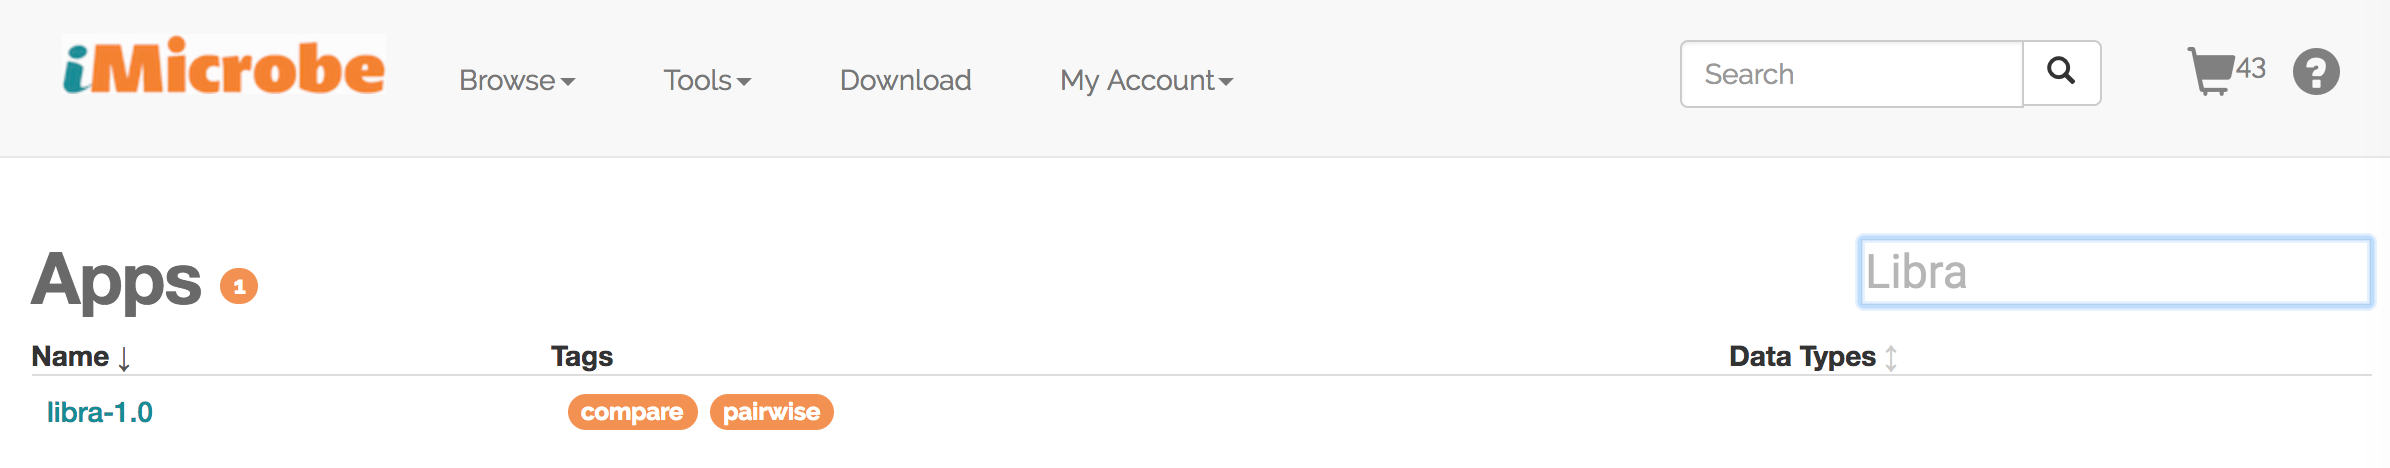 iMicrobe Browse Tools Download My Account Search 43 ?
Apps 1 Libra
Name ↓ Tags Data Types ↕
libra-1.0 compare pairwise